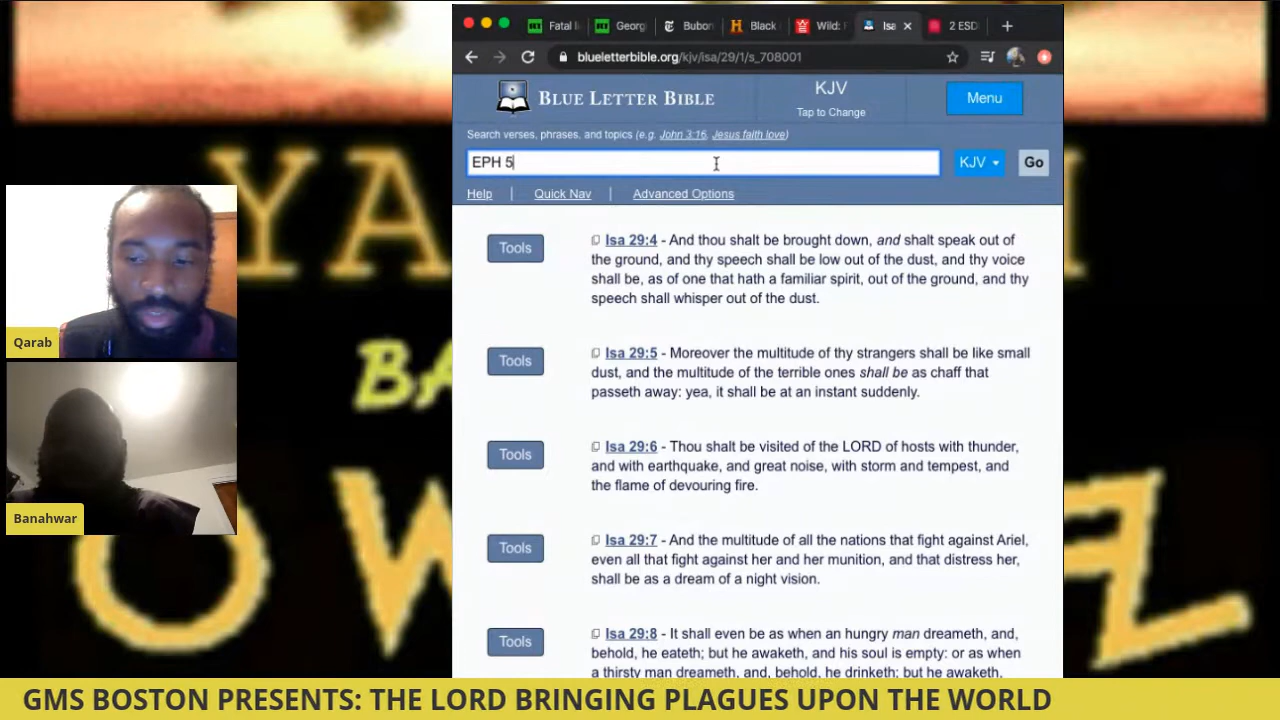 Fatal
Georg
Bubon
Black
Wild:
Isa
2 ESD
blueletterbible.org/kjv/isa/29/1/s_708001
BLUE LETTER BIBLE
KJV
Tap to Change
Menu
Search verses, phrases, and topics (e.g. John 3:16, Jesus faith love)
EPH 5
KJV
Go
Help | Quick Nav | Advanced Options
Tools
Isa 29:4 - And thou shalt be brought down, and shalt speak out of
the ground, and thy speech shall be low out of the dust, and thy voice
shall be, as of one that hath a familiar spirit, out of the ground, and thy
speech shall whisper out of the dust.
Tools
Isa 29:5 - Moreover the multitude of thy strangers shall be like small
dust, and the multitude of the terrible ones shall be as chaff that
passeth away: yea, it shall be at an instant suddenly.
Tools
Isa 29:6 - Thou shalt be visited of the LORD of hosts with thunder,
and with earthquake, and great noise, with storm and tempest, and
the flame of devouring fire.
Tools
Isa 29:7 - And the multitude of all the nations that fight against Ariel,
even all that fight against her and her munition, and that distress her,
shall be as a dream of a night vision.
Tools
Isa 29:8 - It shall even be as when an hungry man dreameth, and,
behold, he eateth; but he awaketh, and his soul is empty: or as when
a thirsty man dreameth, and, behold, he drinketh; but he awaketh,
Qarab
Banahwar
GMS BOSTON PRESENTS: THE LORD BRINGING PLAGUES UPON THE WORLD